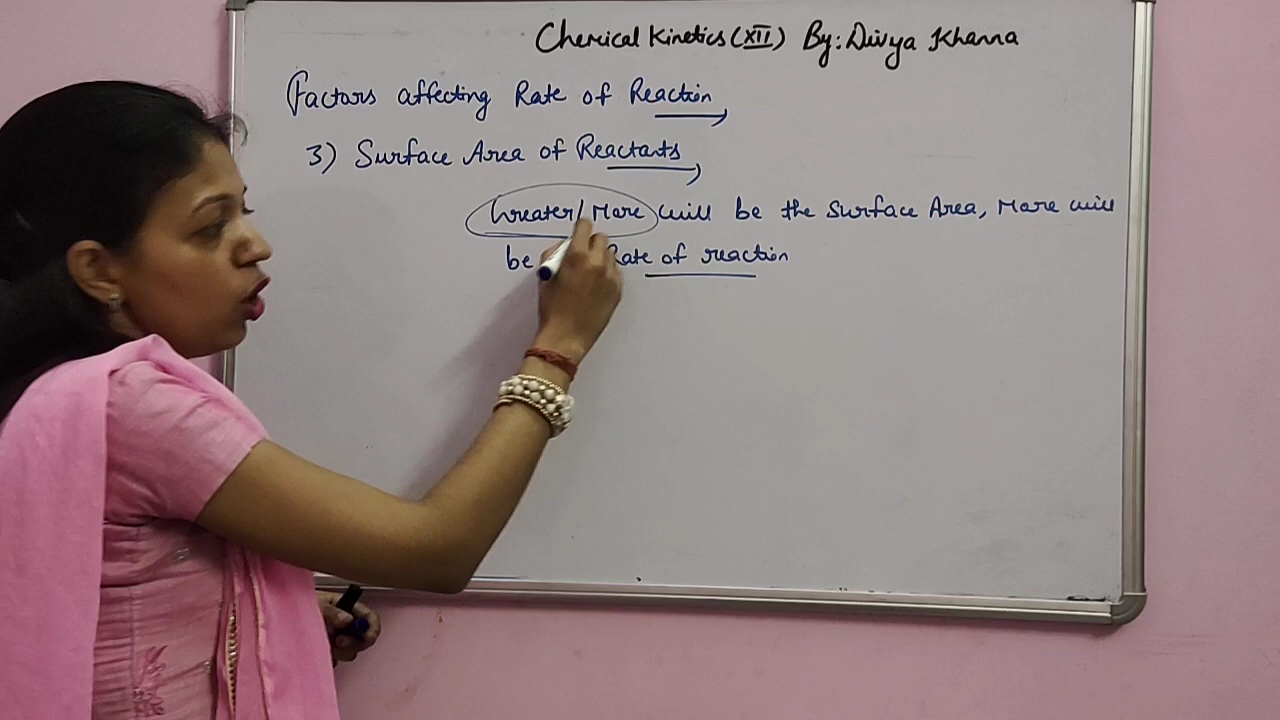 Chemical Kinetics (XII) By: Divya Khanna
Factors affecting Rate of Reaction
3) Surface Area of Reactants
Greater/More will be the Surface Area, More will
be Rate of reaction